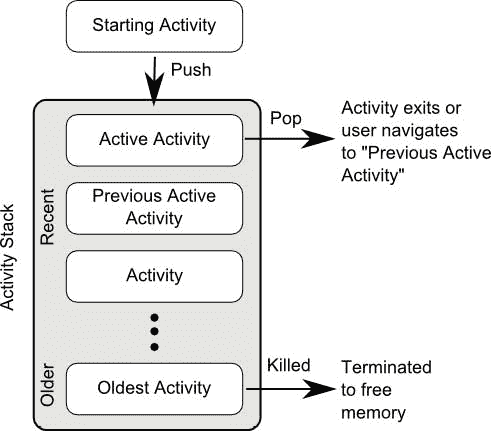 Starting Activity
Push
Pop
Active Activity
Activity exits or
user navigates
to "Previous Active
Activity"
Recent
Previous Active
Activity
Activity Stack
Activity
Older
Killed
Oldest Activity
Terminated
to free
memory